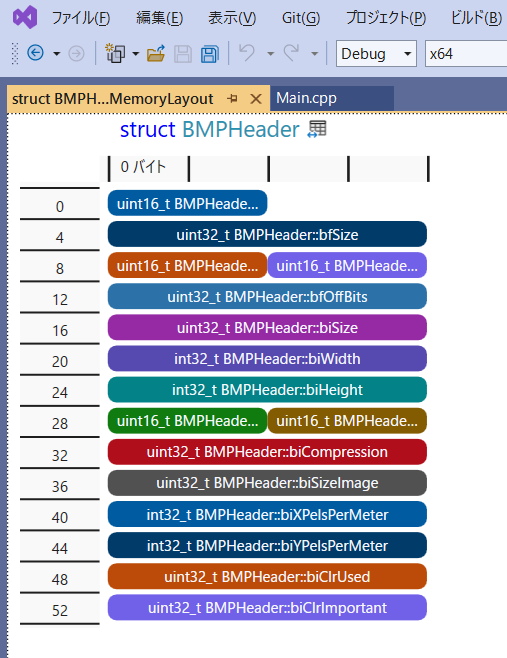 ファイル(F) 編集(E) 表示(V) Git(G) プロジェクト(P) ビルド(B)
Debug x64
struct BMPH...MemoryLayout Main.cpp
struct BMPHeader
0 バイト
0 uint16_t BMPHeade...
4 uint32_t BMPHeader::bfSize
8 uint16_t BMPHeade... uint16_t BMPHeade...
12 uint32_t BMPHeader::bfOffBits
16 uint32_t BMPHeader::biSize
20 int32_t BMPHeader::biWidth
24 int32_t BMPHeader::biHeight
28 uint16_t BMPHeade... uint16_t BMPHeade...
32 uint32_t BMPHeader::biCompression
36 uint32_t BMPHeader::biSizeImage
40 int32_t BMPHeader::biXPelsPerMeter
44 int32_t BMPHeader::biYPelsPerMeter
48 uint32_t BMPHeader::biClrUsed
52 uint32_t BMPHeader::biClrImportant